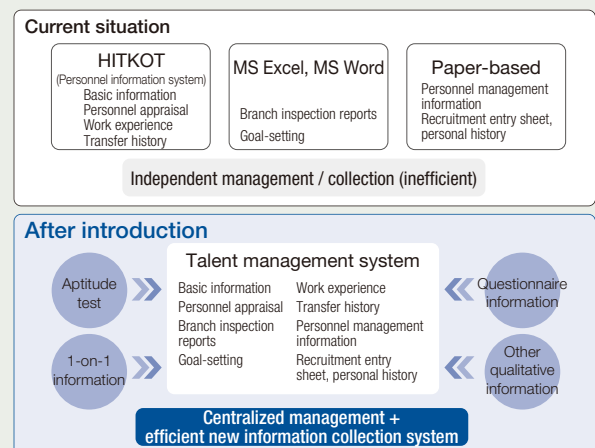 Current situation
HITKOT
(Personnel information system)
Basic information
Personnel appraisal
Work experience
Transfer history
MS Excel, MS Word
Branch inspection reports
Goal-setting
Paper-based
Personnel management
information
Recruitment entry sheet,
personal history
Independent management / collection (inefficient)
After introduction
Aptitude
test
1-on-1
information
Talent management system
Basic information
Personnel appraisal
Branch inspection
reports
Goal-setting
Work experience
Transfer history
Personnel management
information
Recruitment entry
sheet, personal history
Questionnaire
information
Other
qualitative
information
Centralized management +
efficient new information collection system